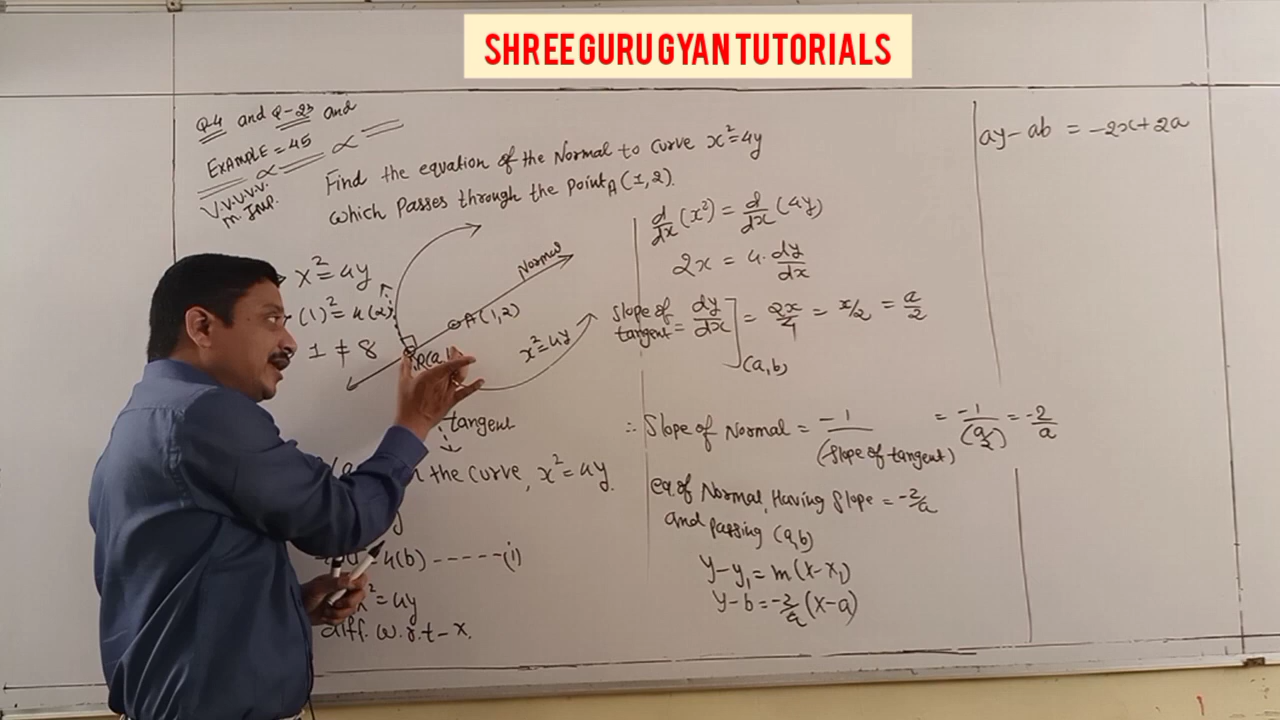 SHREE GURU GYAN TUTORIALS
Q-4 and Q-23 and
EXAMPLE = 45
V.V.V.V.V.
m. Imp.
Find the equation of the Normal to curve x²=4y
which passes through the Point A(1,2).
x²=4y
(1)²=4(2)
1 ≠ 8
Normal
A(1,2)
x²=4y
tangent
the curve, x²=4y.
4(b) -----(1)
x²=4y
diff. w.r.t-x.
d/dx (x²) = d/dx (4y)
2x = 4. dy/dx
Slope of tangent = dy/dx](a,b) = 2x/4 = x/2 = a/2
∴ Slope of Normal = -1/(slope of tangent) = -1/(a/2) = -2/a
eq. of Normal, Having Slope = -2/a
and passing (a,b)
y-y₁=m(x-x₁)
y-b=-2/a(x-a)
ay-ab = -2x+2a